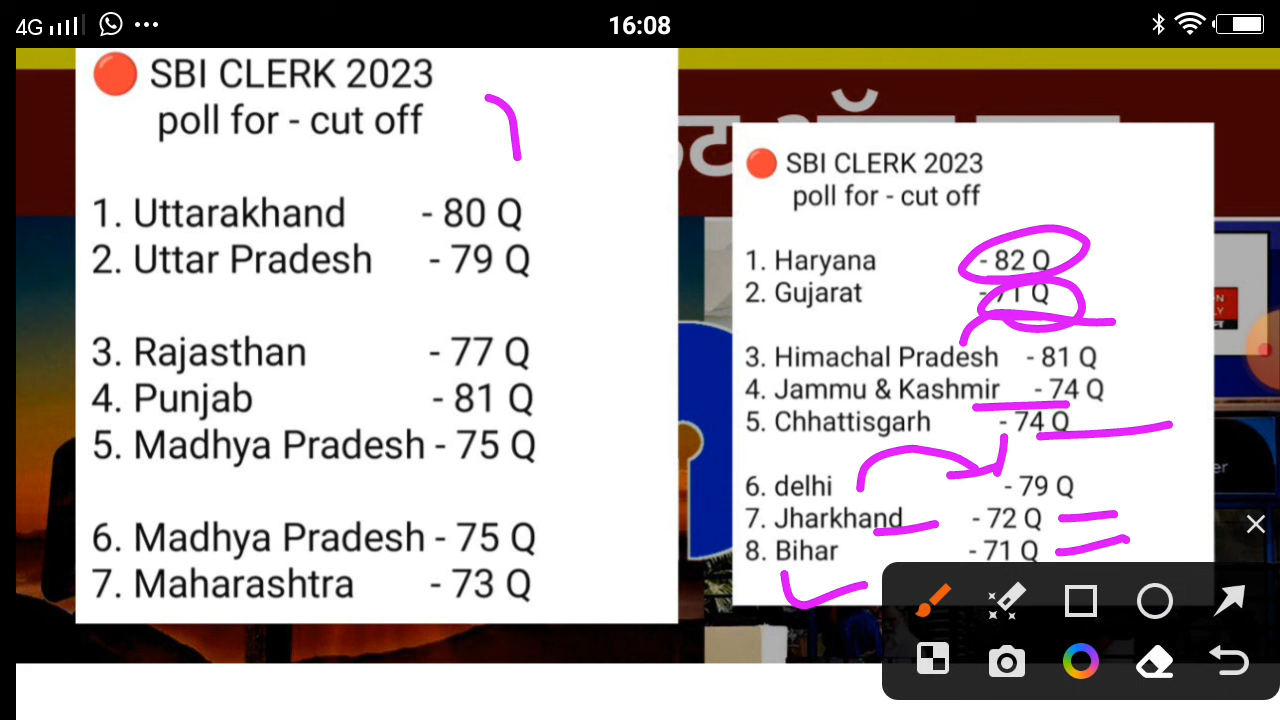 4G
16:08
SBI CLERK 2023
poll for - cut off
1. Uttarakhand - 80 Q
2. Uttar Pradesh - 79 Q
3. Rajasthan - 77 Q
4. Punjab - 81 Q
5. Madhya Pradesh - 75 Q
6. Madhya Pradesh - 75 Q
7. Maharashtra - 73 Q
SBI CLERK 2023
poll for - cut off
1. Haryana - 82 Q
2. Gujarat - 71 Q
3. Himachal Pradesh - 81 Q
4. Jammu & Kashmir - 74 Q
5. Chhattisgarh - 74 Q
6. delhi - 79 Q
7. Jharkhand - 72 Q
8. Bihar - 71 Q